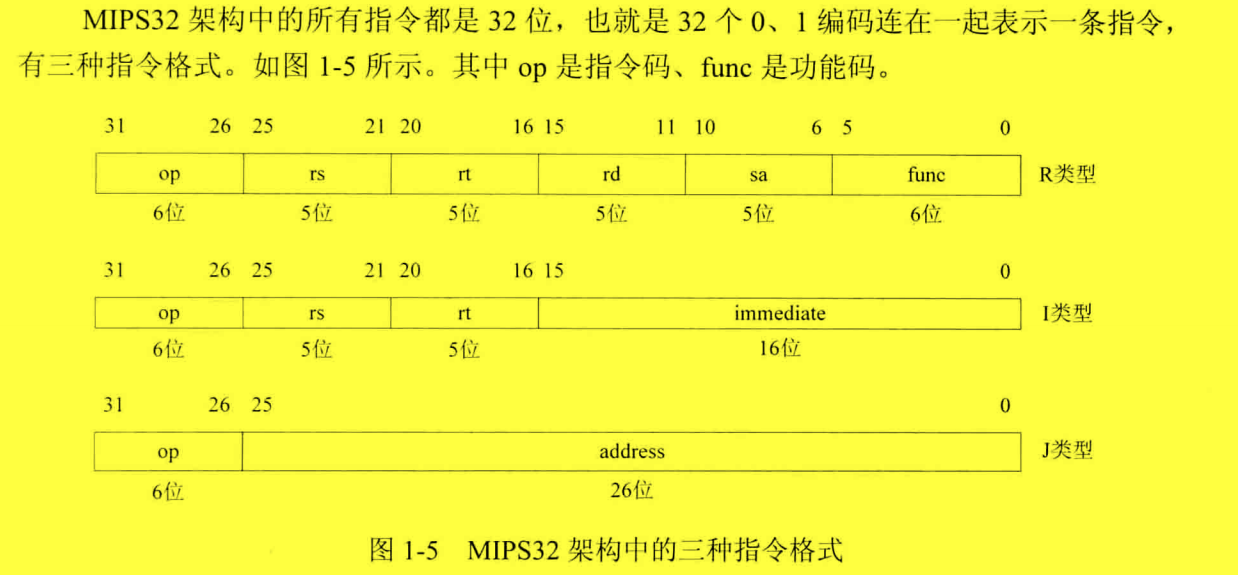 MIPS32 架构中的所有指令都是 32 位，也就是 32 个 0、1 编码连在一起表示一条指令，
有三种指令格式。如图 1-5 所示。其中 op 是指令码、func 是功能码。
31 26 25 21 20 16 15 11 10 6 5 0
op rs rt rd sa func R类型
6位 5位 5位 5位 5位 6位
31 26 25 21 20 16 15 0
op rs rt immediate I类型
6位 5位 5位 16位
31 26 25 0
op address J类型
6位 26位
图 1-5 MIPS32 架构中的三种指令格式